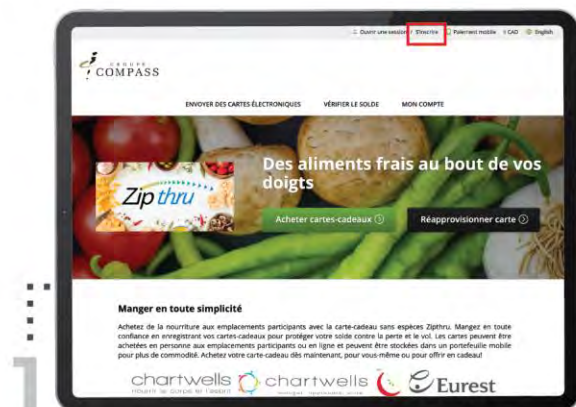 Ouvrir une session / S'inscrire Paiement mobile $ CAD English
GROUPE
COMPASS
ENVOYER DES CARTES ÉLECTRONIQUES VÉRIFIER LE SOLDE MON COMPTE
Des aliments frais au bout de vos
doigts
Zip thru
Acheter cartes-cadeaux Réapprovisionner carte
Manger en toute simplicité
Achetez de la nourriture aux emplacements participants avec la carte-cadeau sans espèces Zipthru. Mangez en toute
confiance en enregistrant vos cartes-cadeaux pour protéger votre solde contre la perte et le vol. Les cartes peuvent être
achetées en personne aux emplacements participants ou en ligne et peuvent être stockées dans un portefeuille mobile
pour plus de commodité. Achetez votre carte-cadeau dès maintenant, pour vous-même ou pour offrir en cadeau!
chartwells chartwells Eurest
nourrir le corps et l'esprit
1